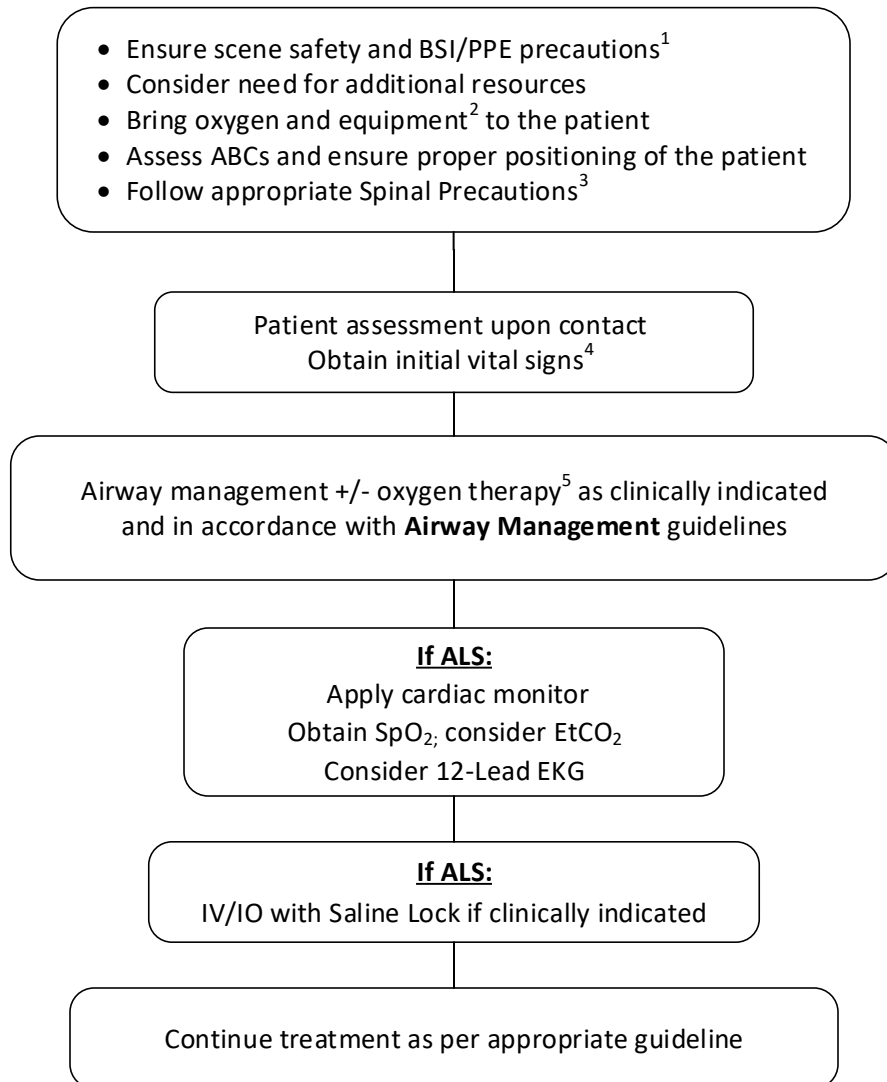 • Ensure scene safety and BSI/PPE precautions¹
• Consider need for additional resources
• Bring oxygen and equipment² to the patient
• Assess ABCs and ensure proper positioning of the patient
• Follow appropriate Spinal Precautions³
Patient assessment upon contact
Obtain initial vital signs⁴
Airway management +/- oxygen therapy⁵ as clinically indicated
and in accordance with Airway Management guidelines
If ALS:
Apply cardiac monitor
Obtain SpO₂; consider EtCO₂
Consider 12-Lead EKG
If ALS:
IV/IO with Saline Lock if clinically indicated
Continue treatment as per appropriate guideline